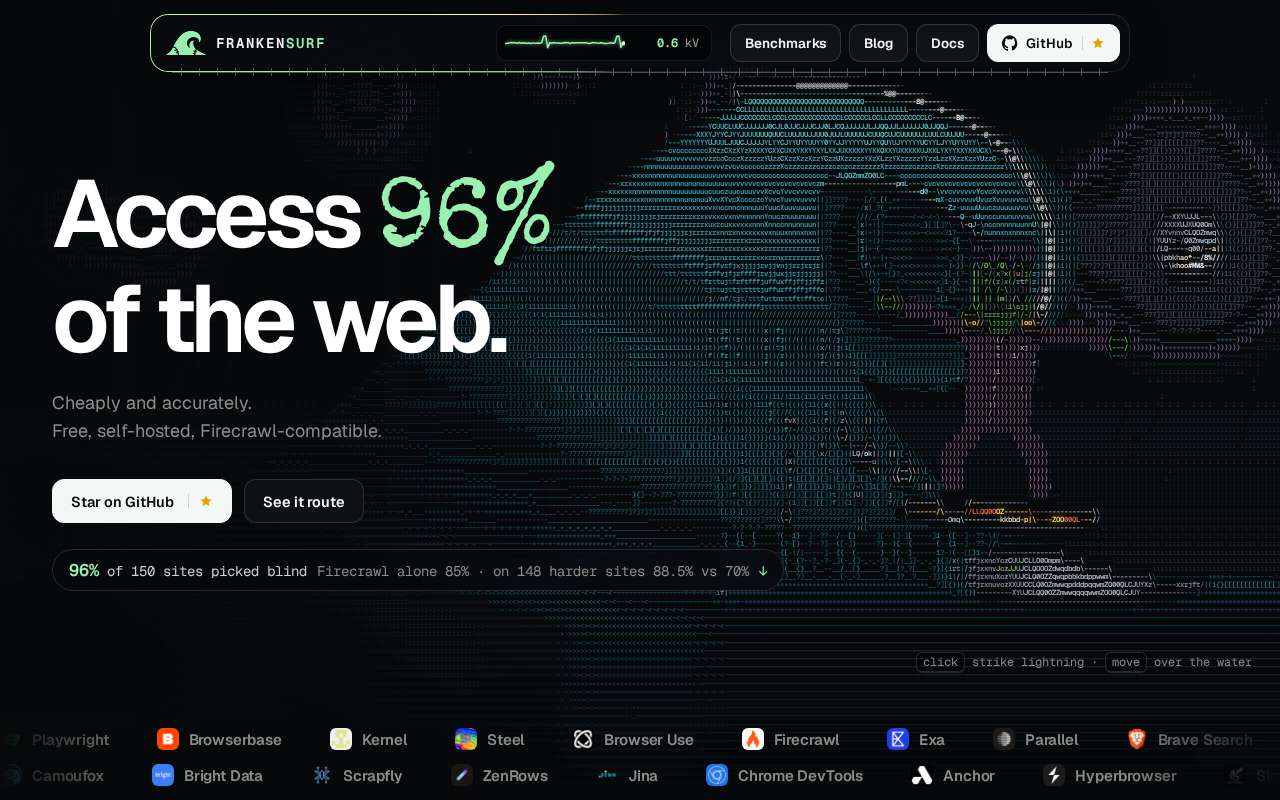 FRANKENSURF
0.6 kV
Benchmarks
Blog
Docs
GitHub
Access 96%
of the web.
Cheaply and accurately.
Free, self-hosted, Firecrawl-compatible.
Star on GitHub
See it route
96% of 150 sites picked blind Firecrawl alone 85% · on 148 harder sites 88.5% vs 70% ↓
click strike lightning · move over the water
Playwright
Browserbase
Kernel
Steel
Browser Use
Firecrawl
Exa
Parallel
Brave Search
Camoufox
Bright Data
Scrapfly
ZenRows
Jina
Chrome DevTools
Anchor
Hyperbrowser